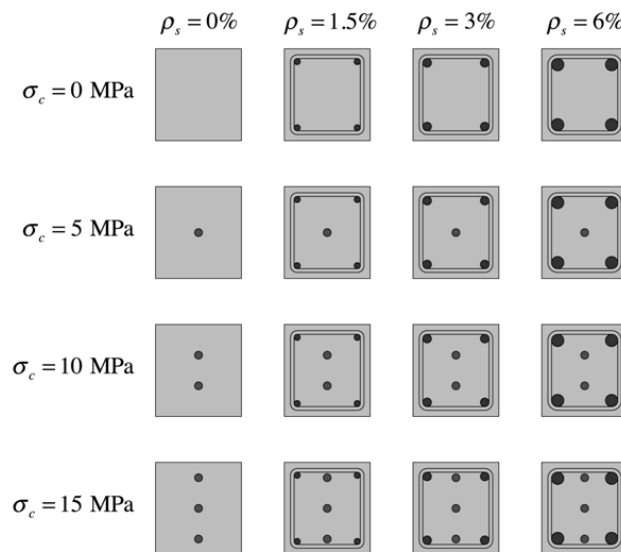 ρs = 0% ρs = 1.5% ρs = 3% ρs = 6%
σc = 0 MPa
σc = 5 MPa
σc = 10 MPa
σc = 15 MPa